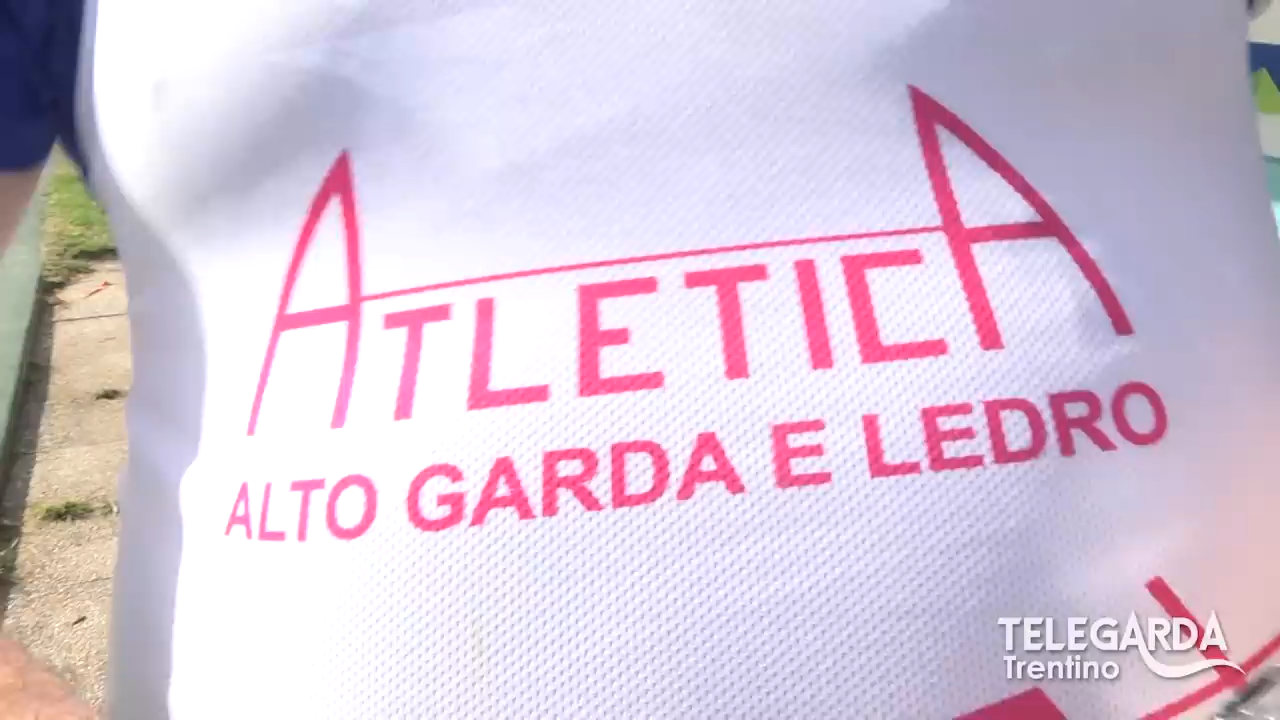 ATLETICA
ALTO GARDA E LEDRO
TELEGARDA
Trentino